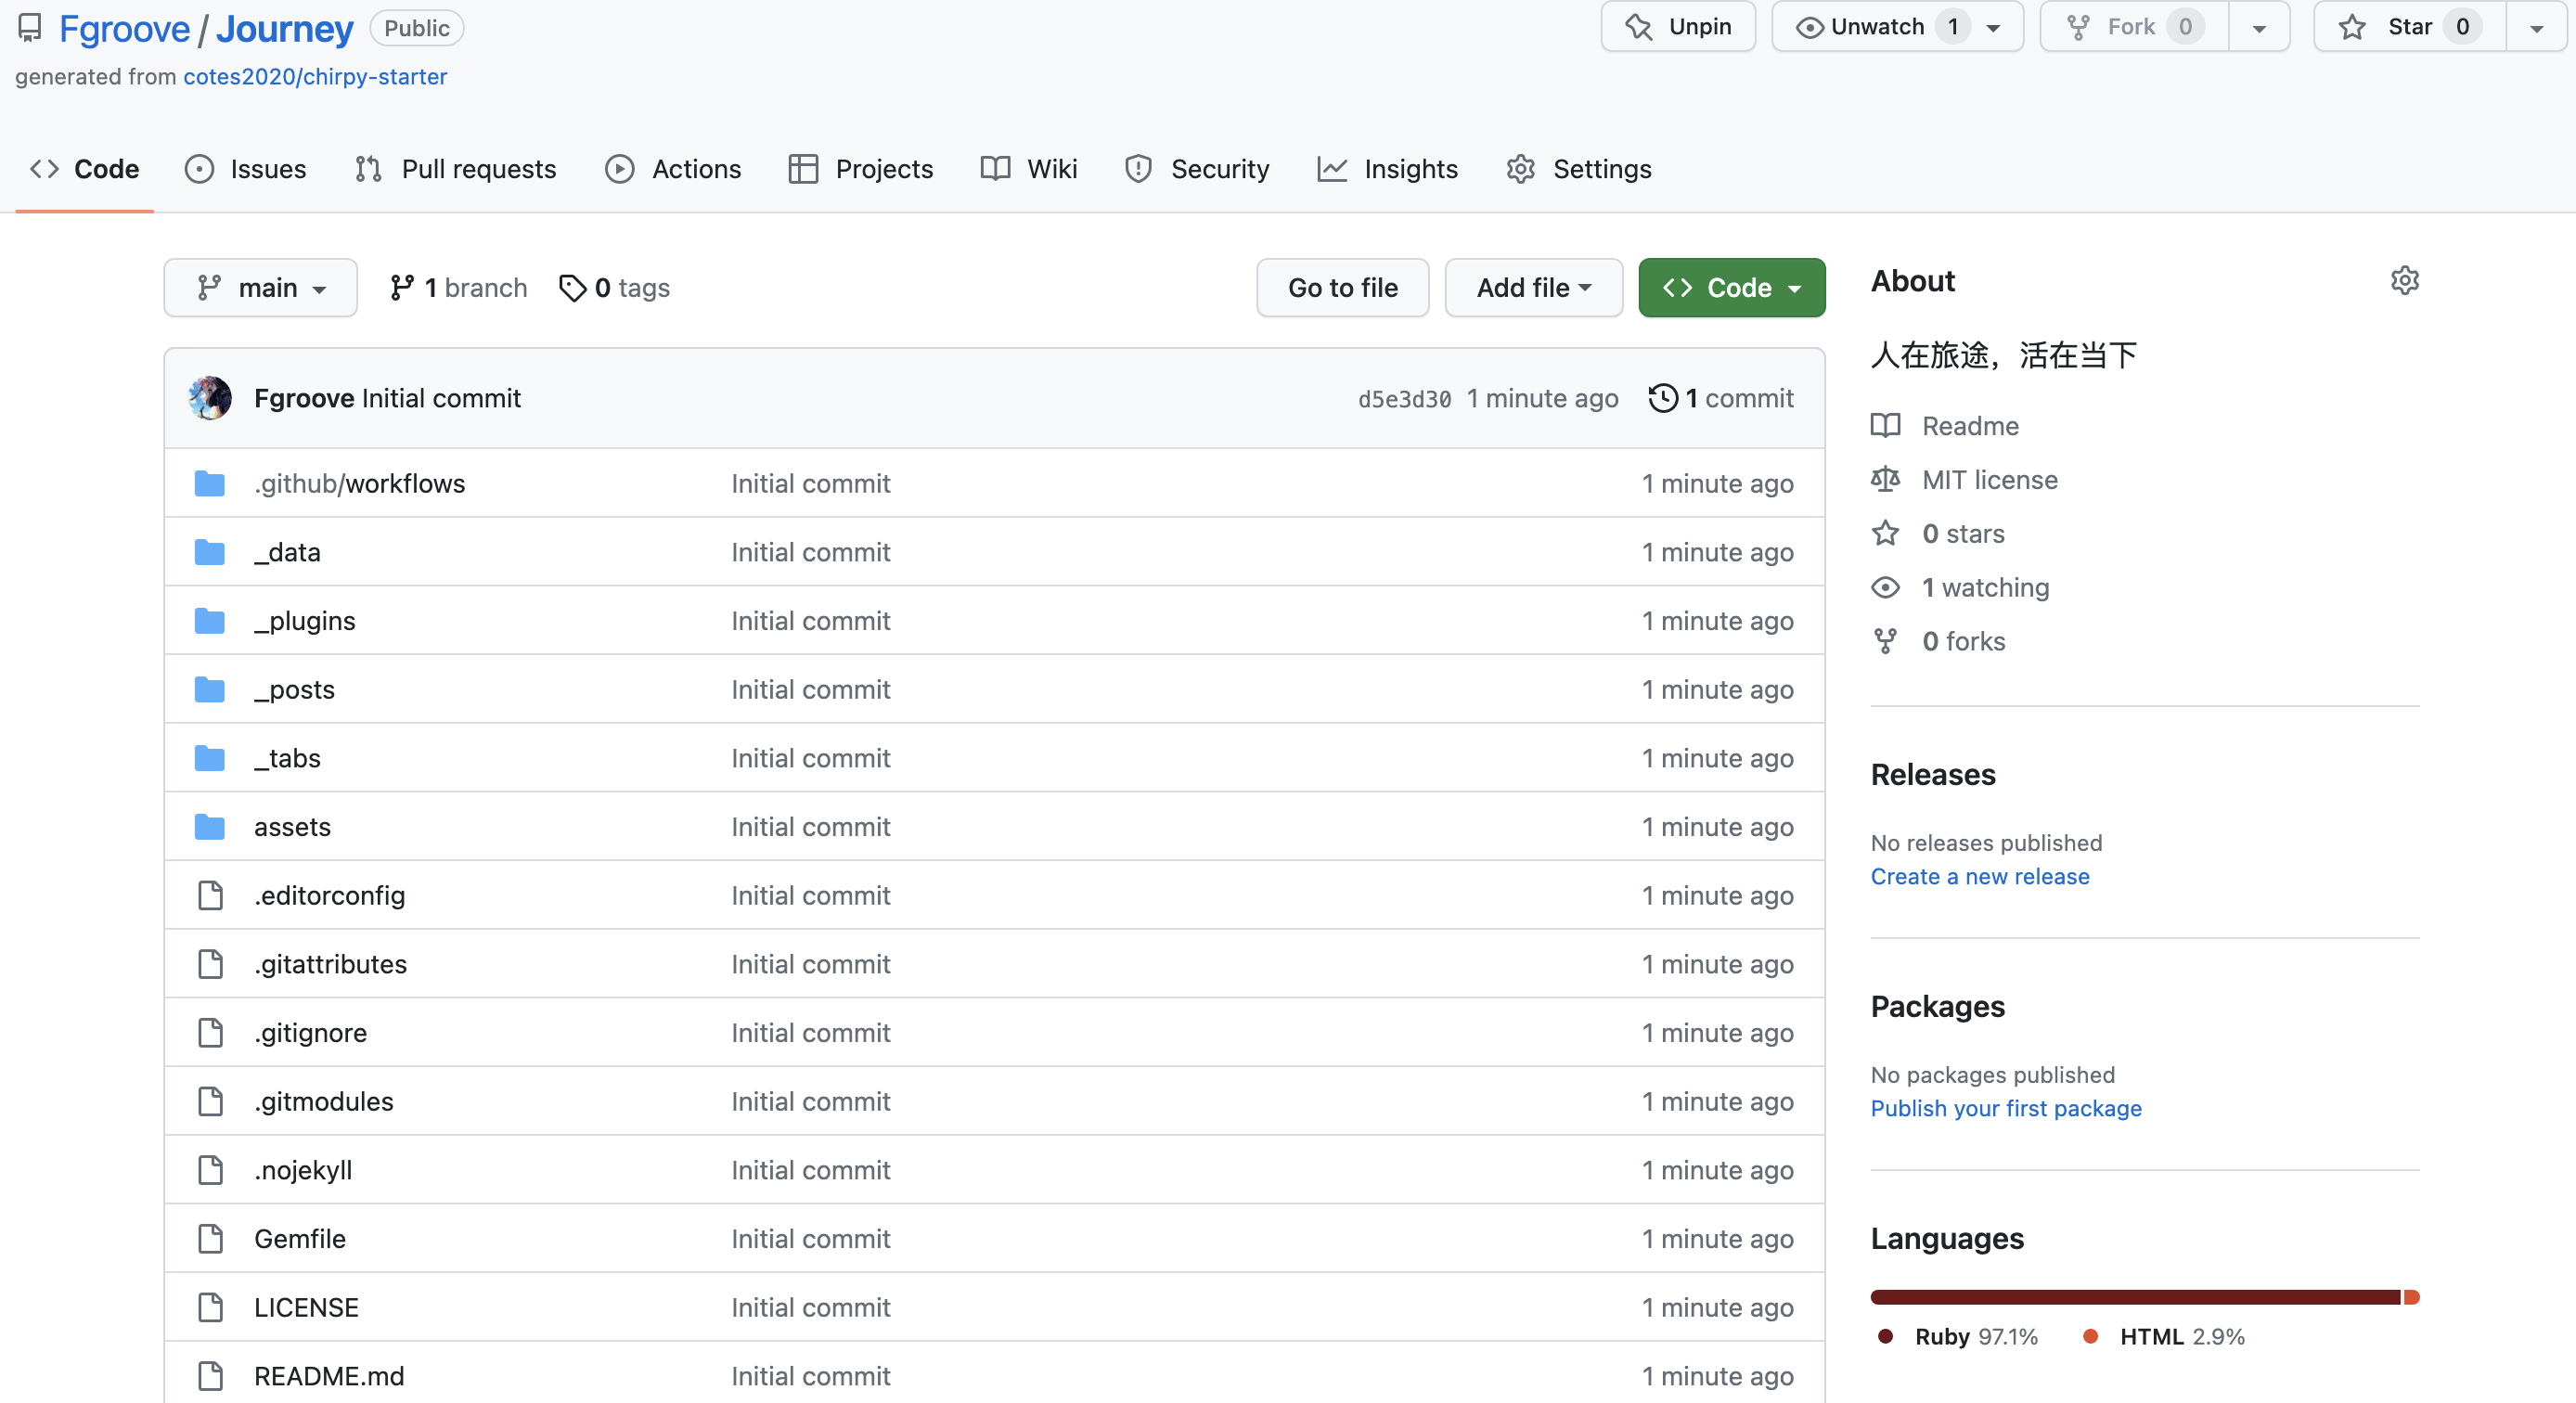 Fgroove / Journey Public
Unpin Unwatch 1 Fork 0 Star 0
generated from cotes2020/chirpy-starter
Code Issues Pull requests Actions Projects Wiki Security Insights Settings
main 1 branch 0 tags Go to file Add file Code
Fgroove Initial commit d5e3d30 1 minute ago 1 commit
.github/workflows Initial commit 1 minute ago
_data Initial commit 1 minute ago
_plugins Initial commit 1 minute ago
_posts Initial commit 1 minute ago
_tabs Initial commit 1 minute ago
assets Initial commit 1 minute ago
.editorconfig Initial commit 1 minute ago
.gitattributes Initial commit 1 minute ago
.gitignore Initial commit 1 minute ago
.gitmodules Initial commit 1 minute ago
.nojekyll Initial commit 1 minute ago
Gemfile Initial commit 1 minute ago
LICENSE Initial commit 1 minute ago
README.md Initial commit 1 minute ago
About
人在旅途，活在当下
Readme
MIT license
0 stars
1 watching
0 forks
Releases
No releases published
Create a new release
Packages
No packages published
Publish your first package
Languages
Ruby 97.1% HTML 2.9%